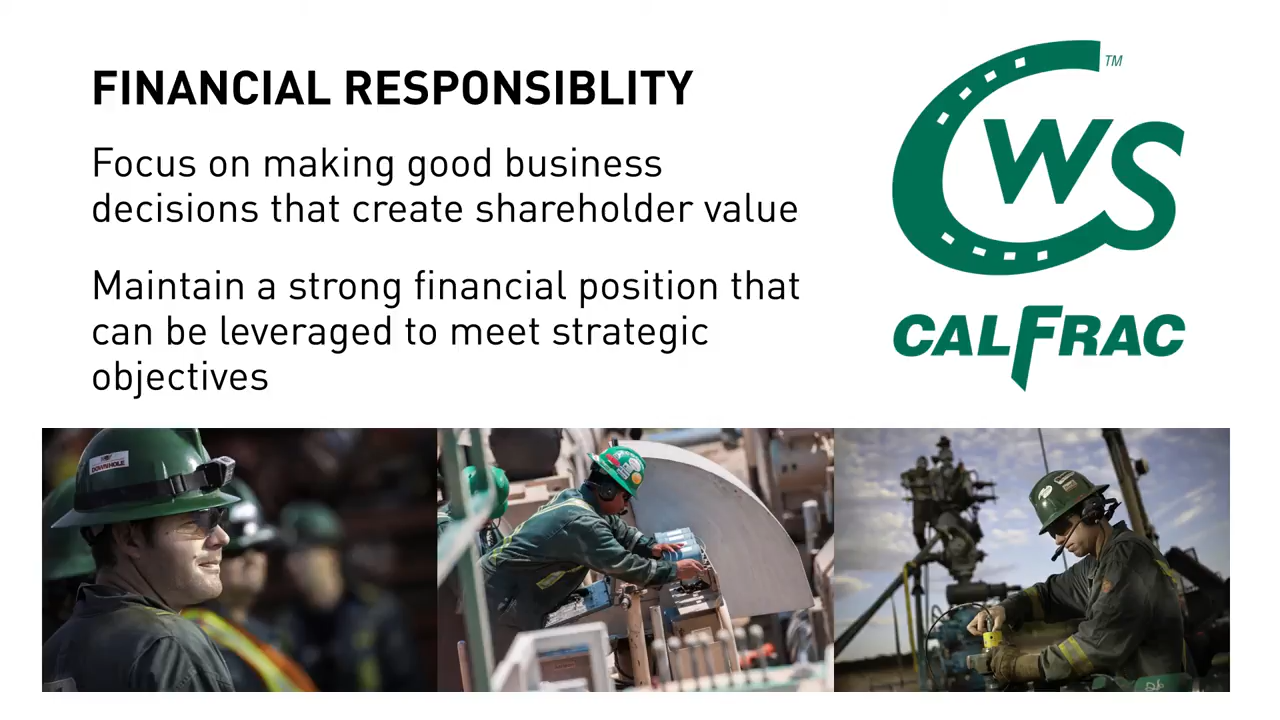 FINANCIAL RESPONSIBLITY
Focus on making good business
decisions that create shareholder value
Maintain a strong financial position that
can be leveraged to meet strategic
objectives
CWS
TM
CALFRAC
DOWNHOLE